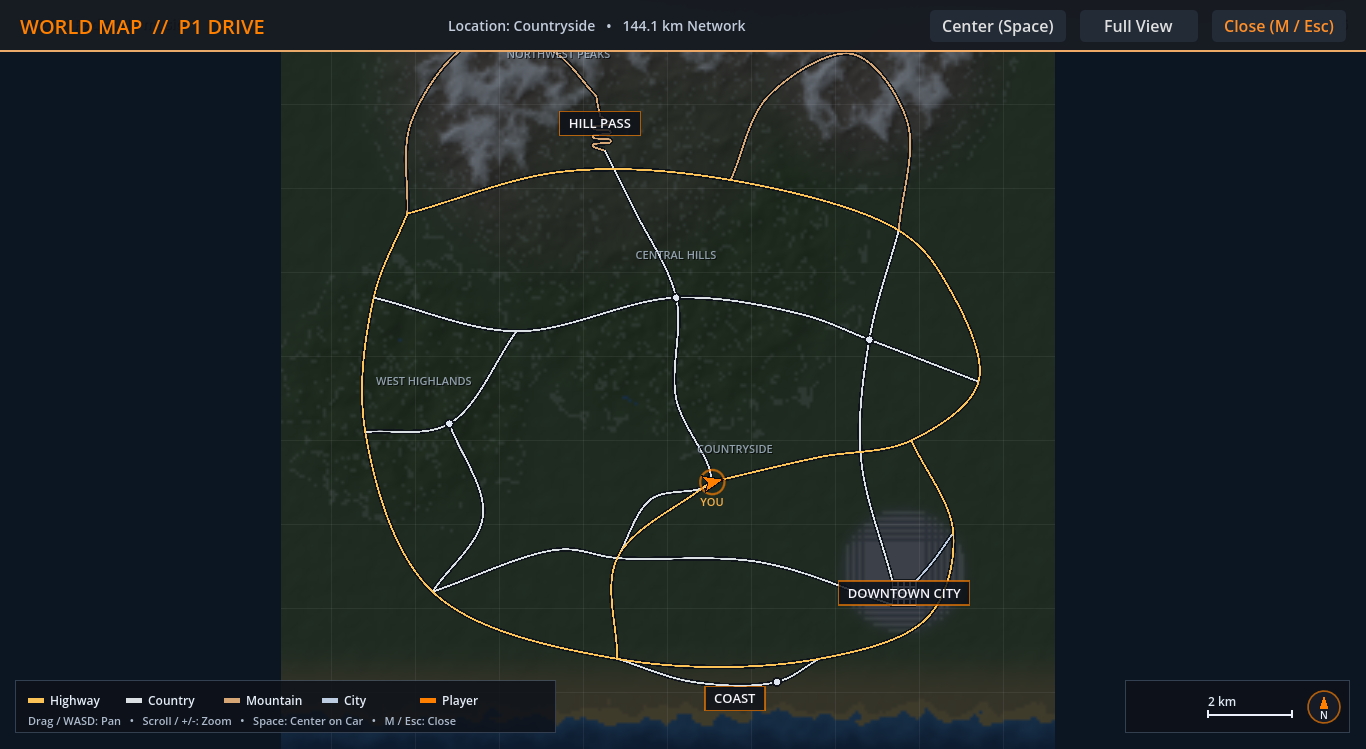 WORLD MAP // P1 DRIVE
Location: Countryside • 144.1 km Network
Center (Space)
Full View
Close (M / Esc)
NORTHWEST PEAKS
HILL PASS
CENTRAL HILLS
WEST HIGHLANDS
COUNTRYSIDE
YOU
DOWNTOWN CITY
COAST
Highway
Country
Mountain
City
Player
Drag / WASD: Pan • Scroll / +/-: Zoom • Space: Center on Car • M / Esc: Close
2 km
N